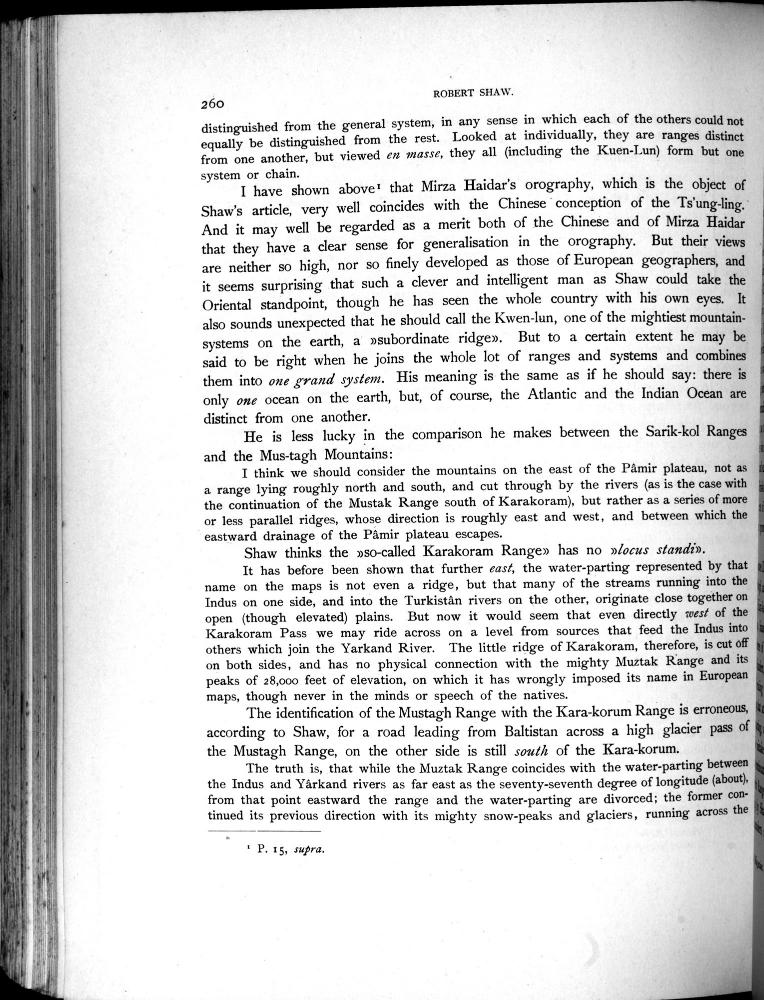 260
ROBERT SHAW.
distinguished from the general system, in any sense in which each of the others could not
equally be distinguished from the rest. Looked at individually, they are ranges distinct
from one another, but viewed en masse, they all (including the Kuen-Lun) form but one
system or chain.
I have shown above¹ that Mirza Haidar's orography, which is the object of
Shaw's article, very well coincides with the Chinese conception of the Ts'ung-ling.
And it may well be regarded as a merit both of the Chinese and of Mirza Haidar
that they have a clear sense for generalisation in the orography. But their views
are neither so high, nor so finely developed as those of European geographers, and
it seems surprising that such a clever and intelligent man as Shaw could take the
Oriental standpoint, though he has seen the whole country with his own eyes. It
also sounds unexpected that he should call the Kwen-lun, one of the mightiest mountain-
systems on the earth, a »subordinate ridge». But to a certain extent he may be
said to be right when he joins the whole lot of ranges and systems and combines
them into one grand system. His meaning is the same as if he should say: there is
only one ocean on the earth, but, of course, the Atlantic and the Indian Ocean are
distinct from one another.
He is less lucky in the comparison he makes between the Sarik-kol Ranges
and the Mus-tagh Mountains:
I think we should consider the mountains on the east of the Pâmir plateau, not as
a range lying roughly north and south, and cut through by the rivers (as is the case with
the continuation of the Mustak Range south of Karakoram), but rather as a series of more
or less parallel ridges, whose direction is roughly east and west, and between which the
eastward drainage of the Pâmir plateau escapes.
Shaw thinks the »so-called Karakoram Range» has no »locus standi».
It has before been shown that further east, the water-parting represented by that
name on the maps is not even a ridge, but that many of the streams running into the
Indus on one side, and into the Turkistân rivers on the other, originate close together on
open (though elevated) plains. But now it would seem that even directly west of the
Karakoram Pass we may ride across on a level from sources that feed the Indus into
others which join the Yarkand River. The little ridge of Karakoram, therefore, is cut off
on both sides, and has no physical connection with the mighty Muztak Range and its
peaks of 28,000 feet of elevation, on which it has wrongly imposed its name in European
maps, though never in the minds or speech of the natives.
The identification of the Mustagh Range with the Kara-korum Range is erroneous,
according to Shaw, for a road leading from Baltistan across a high glacier pass of
the Mustagh Range, on the other side is still south of the Kara-korum.
The truth is, that while the Muztak Range coincides with the water-parting between
the Indus and Yârkand rivers as far east as the seventy-seventh degree of longitude (about),
from that point eastward the range and the water-parting are divorced; the former con-
tinued its previous direction with its mighty snow-peaks and glaciers, running across the
¹ P. 15, supra.